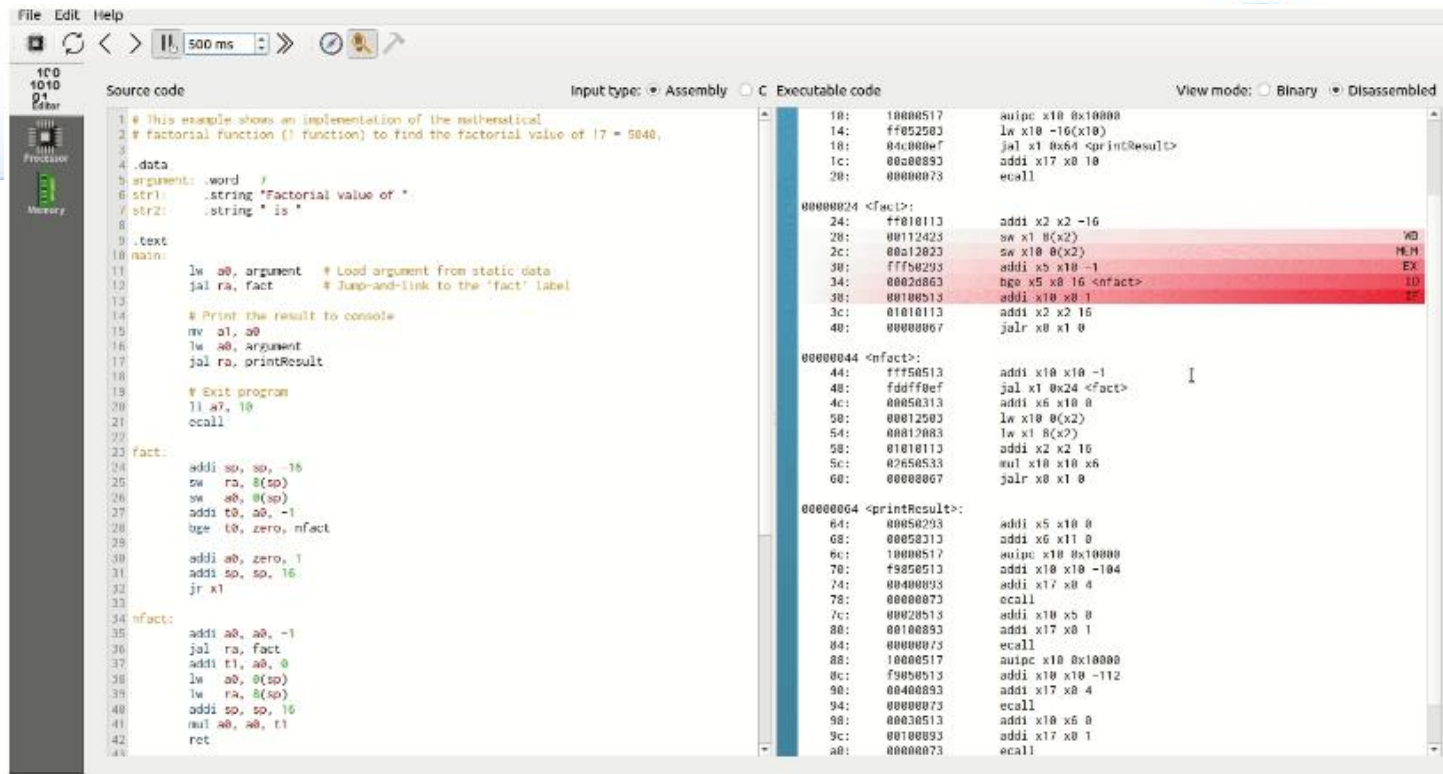 File Edit Help
500 ms
Editor
Processor
Memory
Source code
Input type: Assembly C
Executable code
View mode: Binary Disassembled
1 # This example shows an implementation of the mathematical
2 # factorial function (! function) to find the factorial value of !7 = 5040.
3
4 .data
5 argument: .word 7
6 str1: .string "Factorial value of "
7 str2: .string " is "
8
9 .text
10 main:
11 lw a0, argument # Load argument from static data
12 jal ra, fact # Jump-and-link to the 'fact' label
13
14 # Print the result to console
15 mv a1, a0
16 lw a0, argument
17 jal ra, printResult
18
19 # Exit program
20 li a7, 10
21 ecall
22
23 fact:
24 addi sp, sp, -16
25 sw ra, 8(sp)
26 sw a0, 0(sp)
27 addi t0, a0, -1
28 bge t0, zero, nfact
29
30 addi a0, zero, 1
31 addi sp, sp, 16
32 jr x1
33
34 nfact:
35 addi a0, a0, -1
36 jal ra, fact
37 addi t1, a0, 0
38 lw a0, 0(sp)
39 lw ra, 8(sp)
40 addi sp, sp, 16
41 mul a0, a0, t1
42 ret
43
10: 10000517 auipc x10 0x10000
14: ff052503 lw x10 -16(x10)
18: 04c000ef jal x1 0x64 <printResult>
1c: 00a00893 addi x17 x0 10
20: 00000073 ecall
00000024 <fact>:
24: ff010113 addi x2 x2 -16
28: 00112423 sw x1 8(x2) WB
2c: 00a12023 sw x10 0(x2) MEM
30: fff50293 addi x5 x10 -1 EX
34: 0002d863 bge x5 x0 16 <nfact> ID
38: 00100513 addi x10 x0 1 IF
3c: 01010113 addi x2 x2 16
40: 00008067 jalr x0 x1 0
00000044 <nfact>:
44: fff50513 addi x10 x10 -1
48: fddff0ef jal x1 0x24 <fact>
4c: 00050313 addi x6 x10 0
50: 00012503 lw x10 0(x2)
54: 00812083 lw x1 8(x2)
58: 01010113 addi x2 x2 16
5c: 02650533 mul x10 x10 x6
60: 00008067 jalr x0 x1 0
00000064 <printResult>:
64: 00050293 addi x5 x10 0
68: 00058313 addi x6 x11 0
6c: 10000517 auipc x10 0x10000
70: f9850513 addi x10 x10 -104
74: 00400893 addi x17 x0 4
78: 00000073 ecall
7c: 00028513 addi x10 x5 0
80: 00100893 addi x17 x0 1
84: 00000073 ecall
88: 10000517 auipc x10 0x10000
8c: f9050513 addi x10 x10 -112
90: 00400893 addi x17 x0 4
94: 00000073 ecall
98: 00030513 addi x10 x6 0
9c: 00100893 addi x17 x0 1
a0: 00000073 ecall